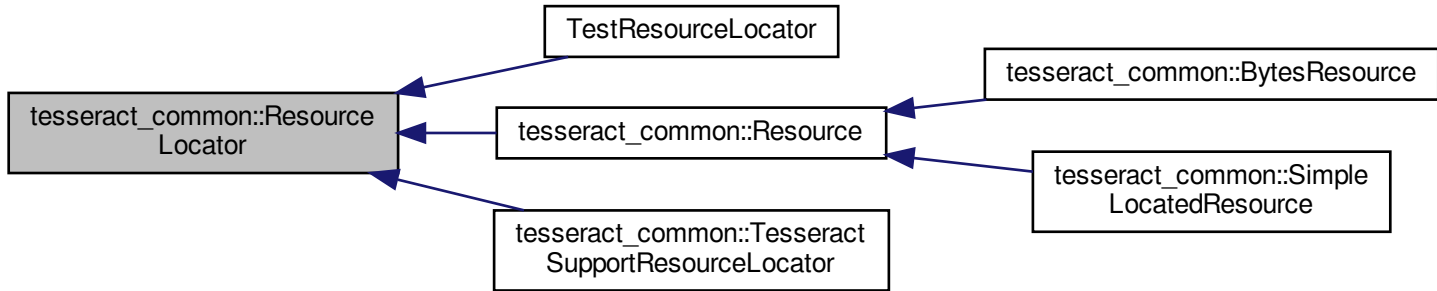 TestResourceLocator
tesseract_common::BytesResource
tesseract_common::Resource
Locator
tesseract_common::Resource
tesseract_common::Simple
LocatedResource
tesseract_common::Tesseract
SupportResourceLocator